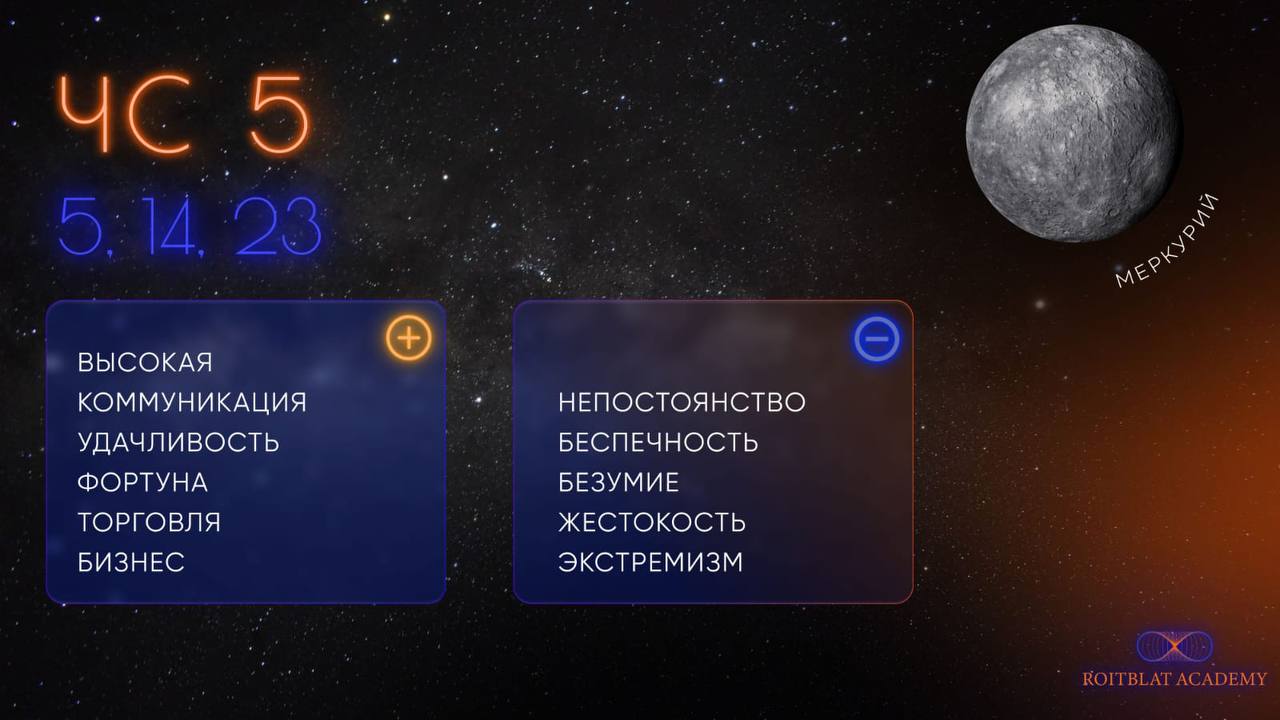 ЧС 5
5, 14, 23
МЕРКУРИЙ
ВЫСОКАЯ
КОММУНИКАЦИЯ
УДАЧЛИВОСТЬ
ФОРТУНА
ТОРГОВЛЯ
БИЗНЕС
НЕПОСТОЯНСТВО
БЕСПЕЧНОСТЬ
БЕЗУМИЕ
ЖЕСТОКОСТЬ
ЭКСТРЕМИЗМ
ROITBLAT ACADEMY